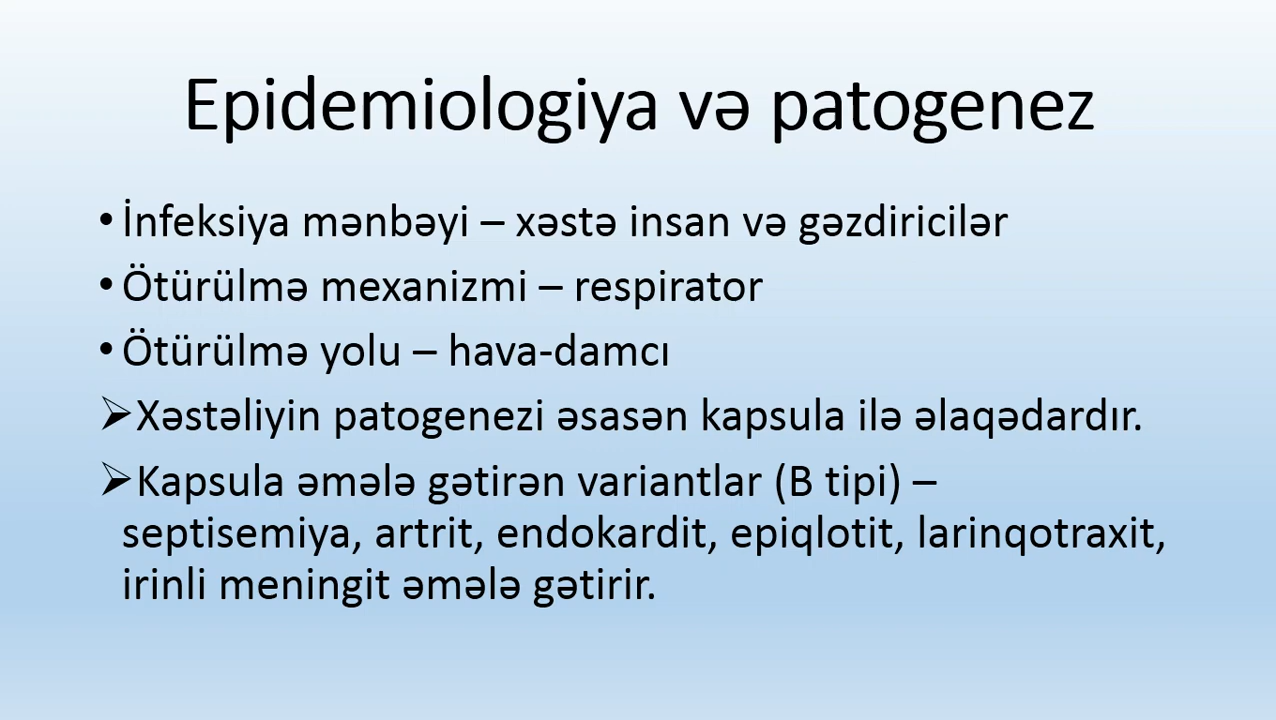 Epidemiologiya və patogenez
• İnfeksiya mənbəyi – xəstə insan və gəzdiricilər
• Ötürülmə mexanizmi – respirator
• Ötürülmə yolu – hava-damcı
➢Xəstəliyin patogenezi əsasən kapsula ilə əlaqədardır.
➢Kapsula əmələ gətirən variantlar (B tipi) –
septisemiya, artrit, endokardit, epiqlotit, larinqotraxit,
irinli meningit əmələ gətirir.